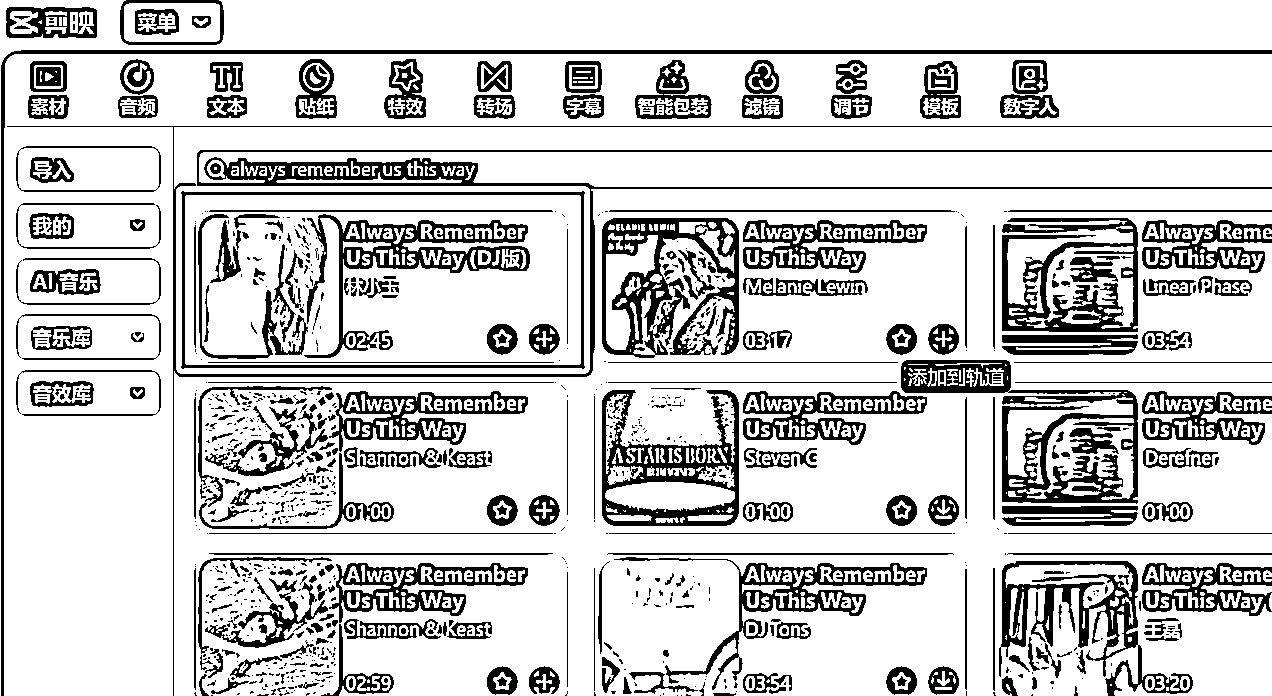 剪映
菜单
素材
音频
文本
贴纸
特效
转场
字幕
智能包装
滤镜
调节
模板
数字人
导入
我的
AI 音乐
音乐库
音效库
always remember us this way
Always Remember
Us This Way (DJ版)
林小玉
02:45
MELANIE LEWIN
Always Remember
Us This Way
Melanie Lewin
03:17
Always Reme
Us This Way
Linear Phase
03:54
添加到轨道
Always Remember
Us This Way
Shannon & Keast
01:00
A STAR IS BORN
Always Remember
Us This Way
Steven C
01:00
Always Reme
Us This Way
Derefner
01:00
Always Remember
Us This Way
Shannon & Keast
02:59
Always Remember
Us This Way
DJ Tons
03:54
Always Reme
Us This Way (
03:20